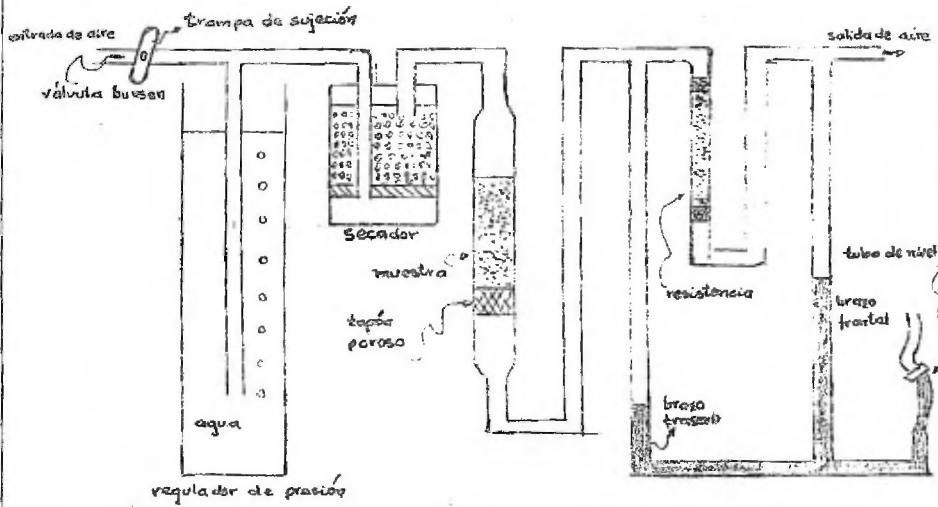 trampa de sujeción
entrada de aire
válvula bunsen
salida de aire
secador
muestra
tapón
poroso
resistencia
tubo de nivel
brazo
frontal
brazo
trasero
agua
regulador de presión